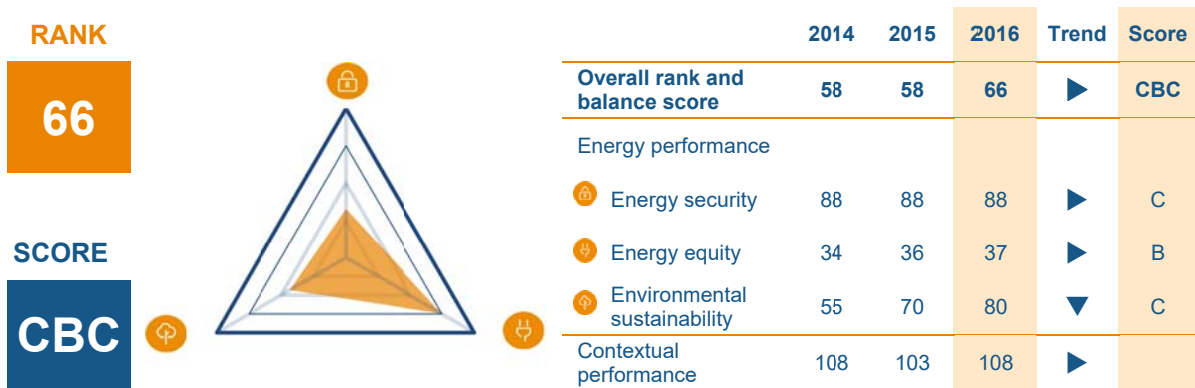 RANK
66
SCORE
CBC
2014 2015 2016 Trend Score
Overall rank and
balance score 58 58 66 CBC
Energy performance
Energy security 88 88 88 C
Energy equity 34 36 37 B
Environmental
sustainability 55 70 80 C
Contextual
performance 108 103 108